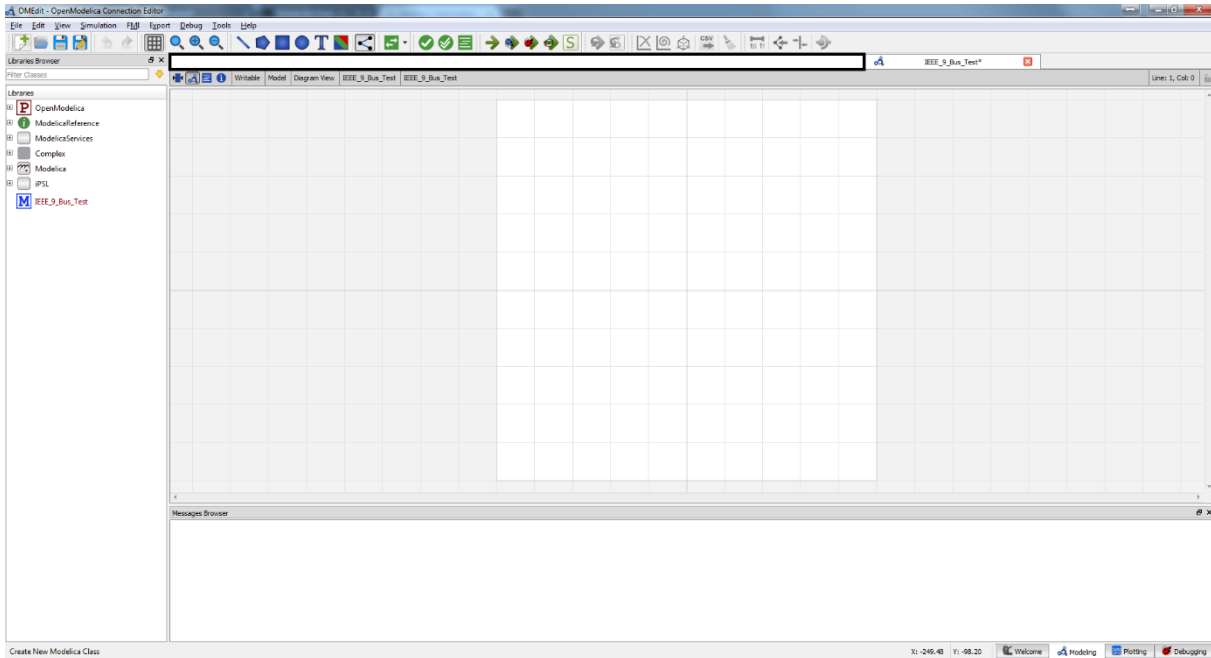 OMEdit - OpenModelica Connection Editor
File Edit View Simulation FMI Export Debug Tools Help
T S CSV
Libraries Browser
IEEE_9_Bus_Test*
Filter Classes
Writable Model Diagram View IEEE_9_Bus_Test IEEE_9_Bus_Test Line: 1, Col: 0
Libraries
P OpenModelica
i ModelicaReference
ModelicaServices
Complex
Modelica
iPSL
M IEEE_9_Bus_Test
Messages Browser
Create New Modelica Class X: -249.48 Y: -98.20 Welcome Modeling Plotting Debugging